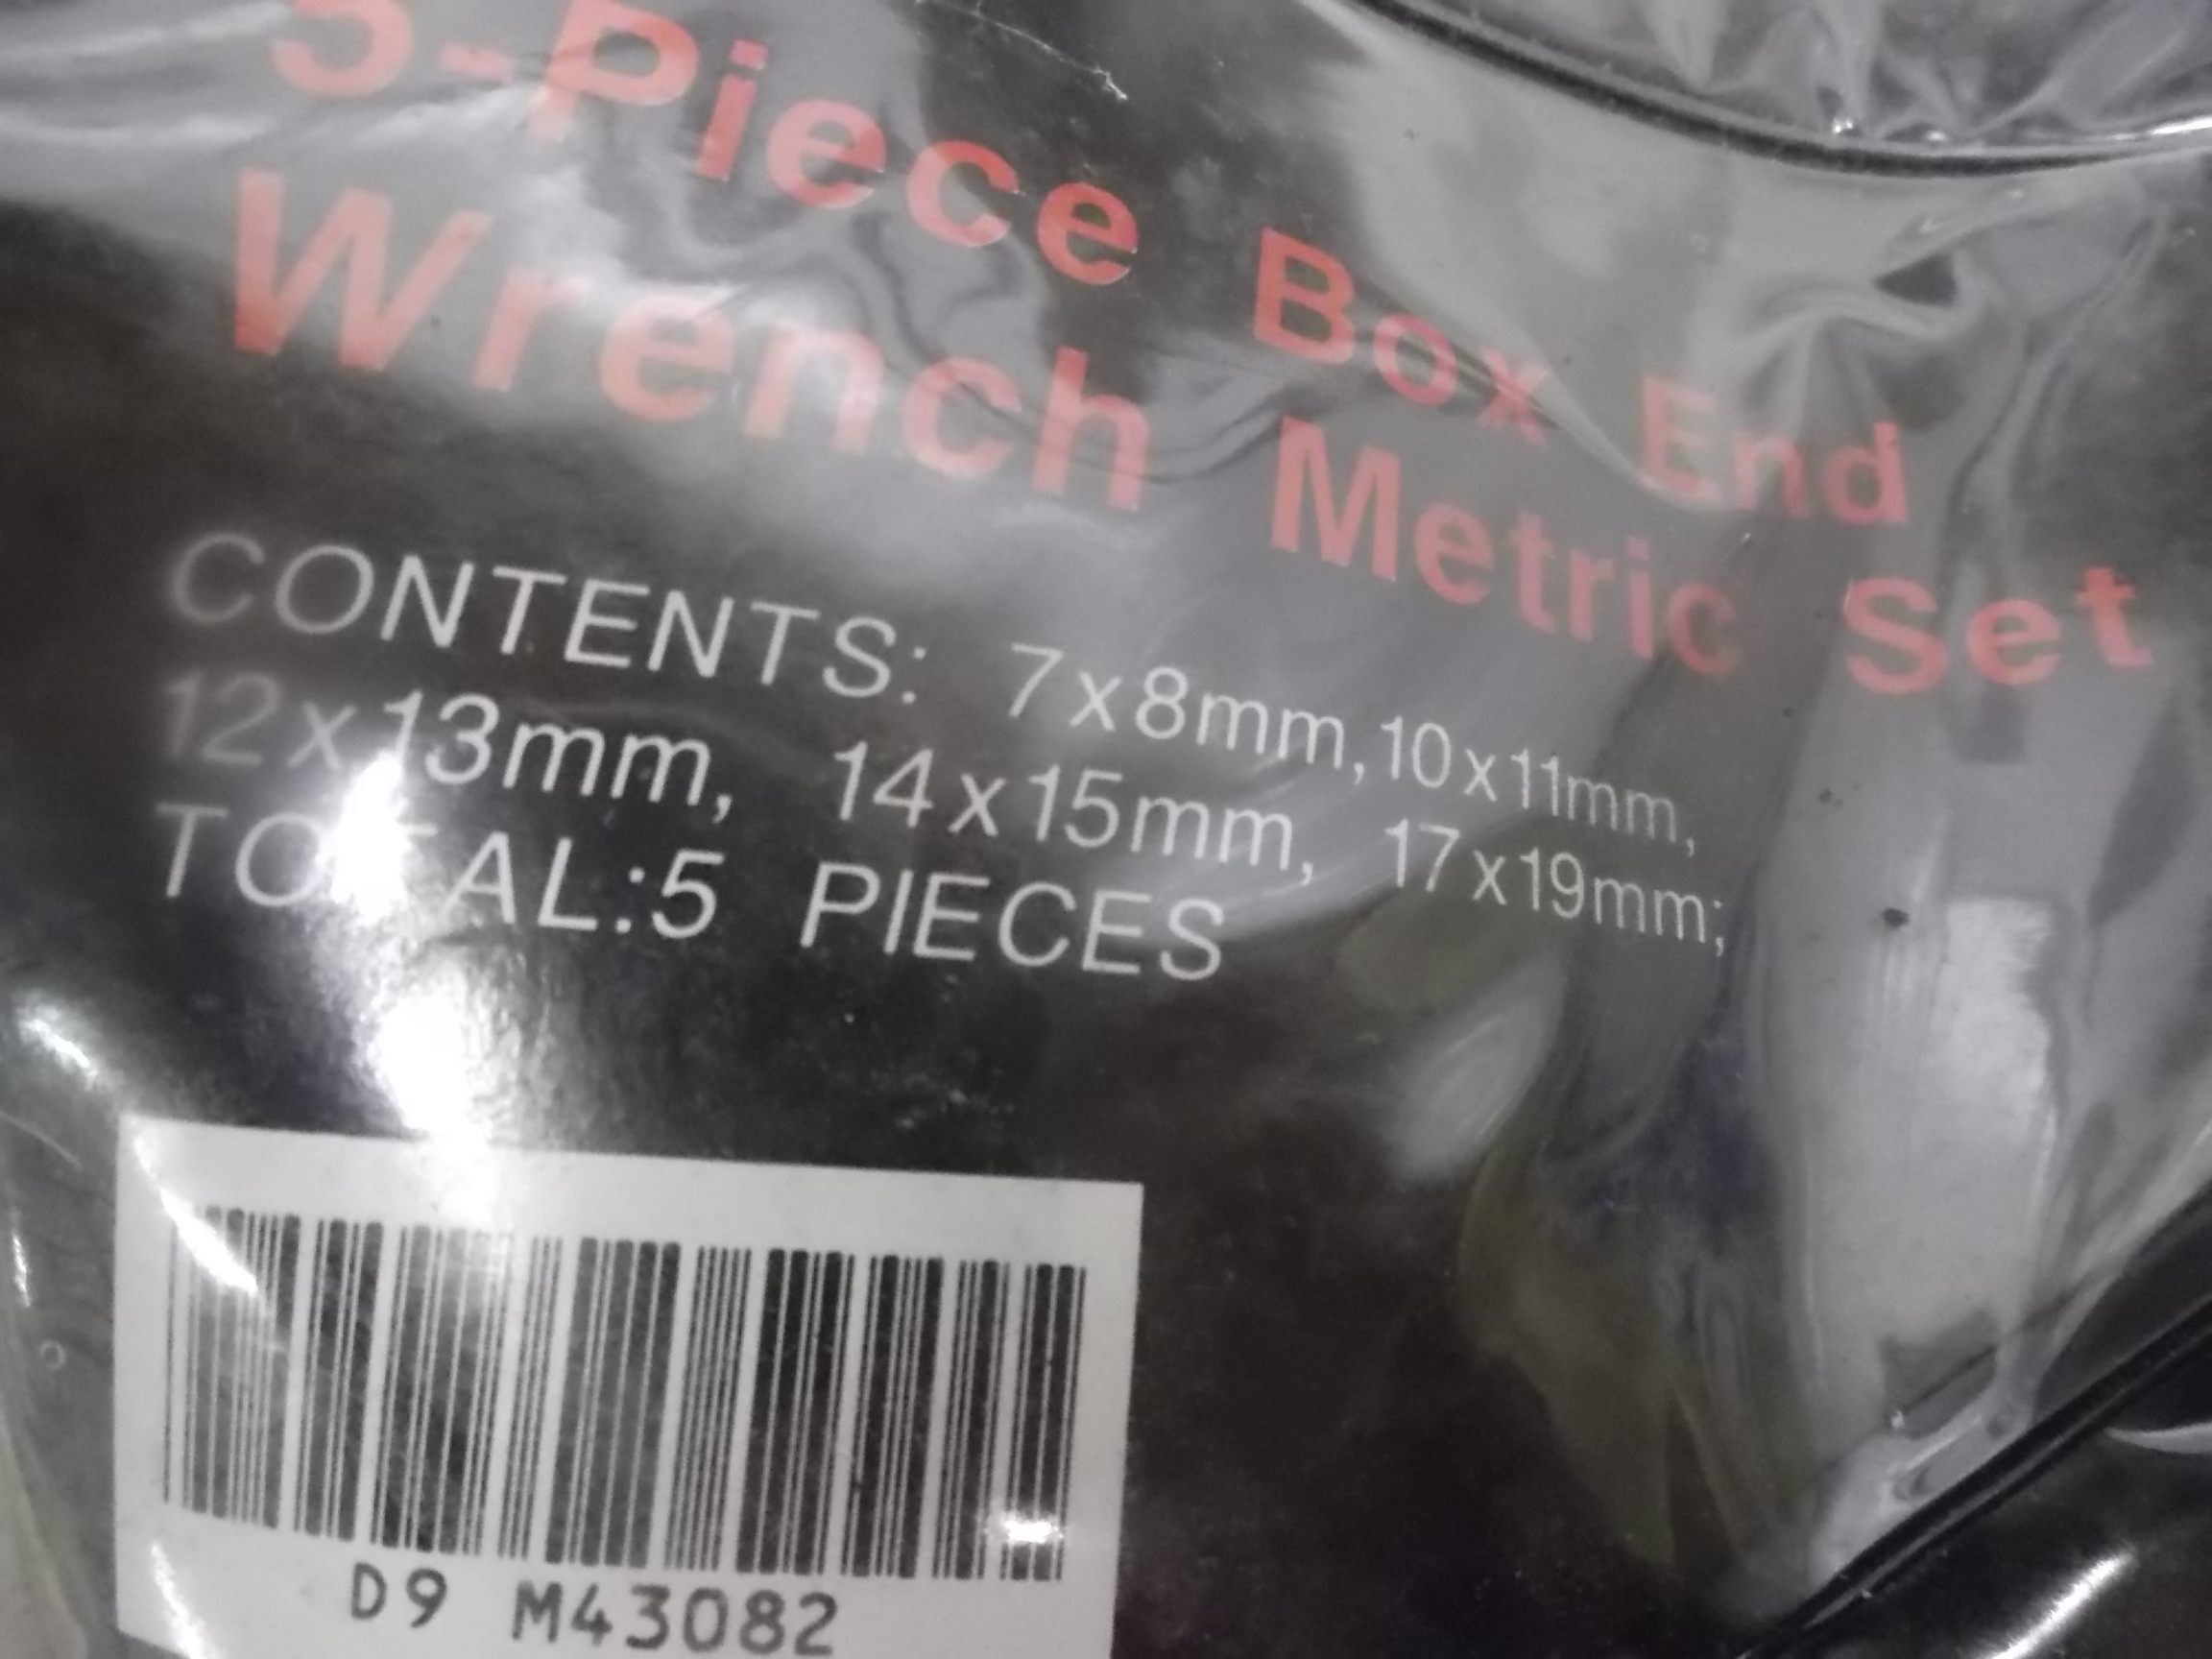 5-Piece Box End
Wrench Metric Set
CONTENTS: 7x8mm,10x11mm,
12x13mm, 14x15mm, 17x19mm;
TOTAL:5 PIECES
D9 M43082